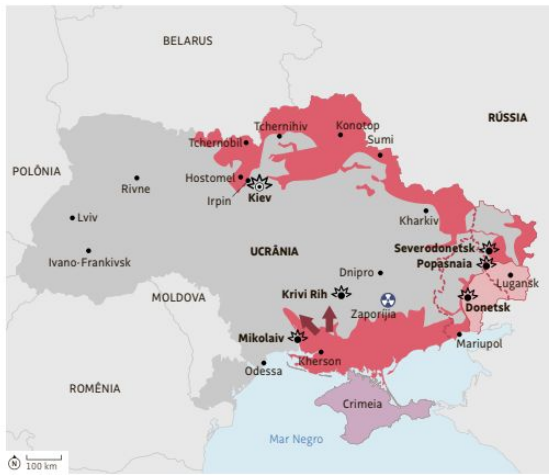 BELARUS
RÚSSIA
Tchernihiv
Konotop
Tchernobil
Sumi
POLÔNIA
Hostomel
Rivne
Irpin
Kiev
Lviv
Kharkiv
Ivano-Frankivsk
UCRÂNIA
Severodonetsk
Popasnaia
Dnipro
Lugansk
MOLDOVA
Krivi Rih
Zaporíjia
Donetsk
Mikolaiv
Mariupol
Kherson
Odessa
ROMÊNIA
Crimeia
Mar Negro
N
100 km